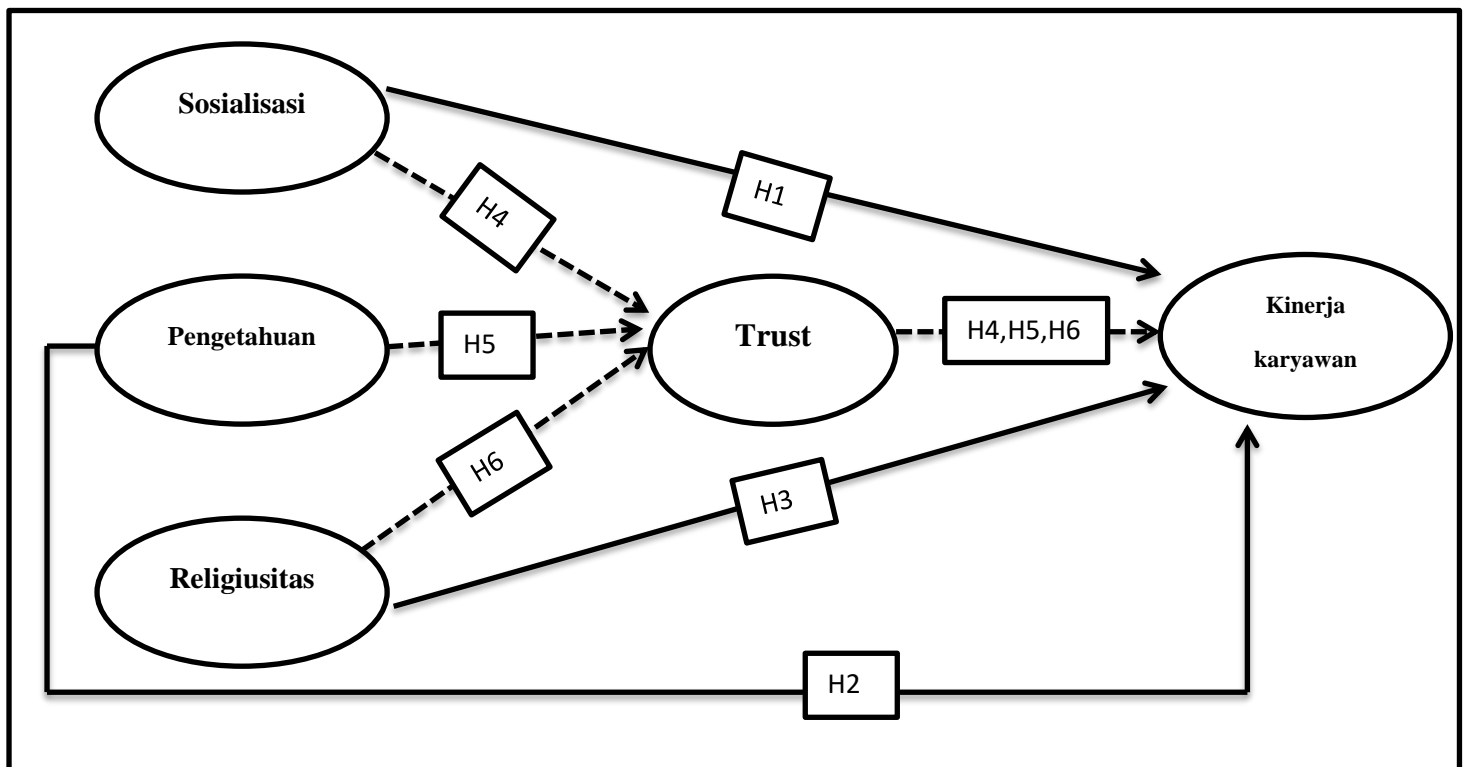 Sosialisasi
H1
H4
Pengetahuan
H5
Trust
H4,H5,H6
Kinerja
karyawan
H6
H3
Religiusitas
H2